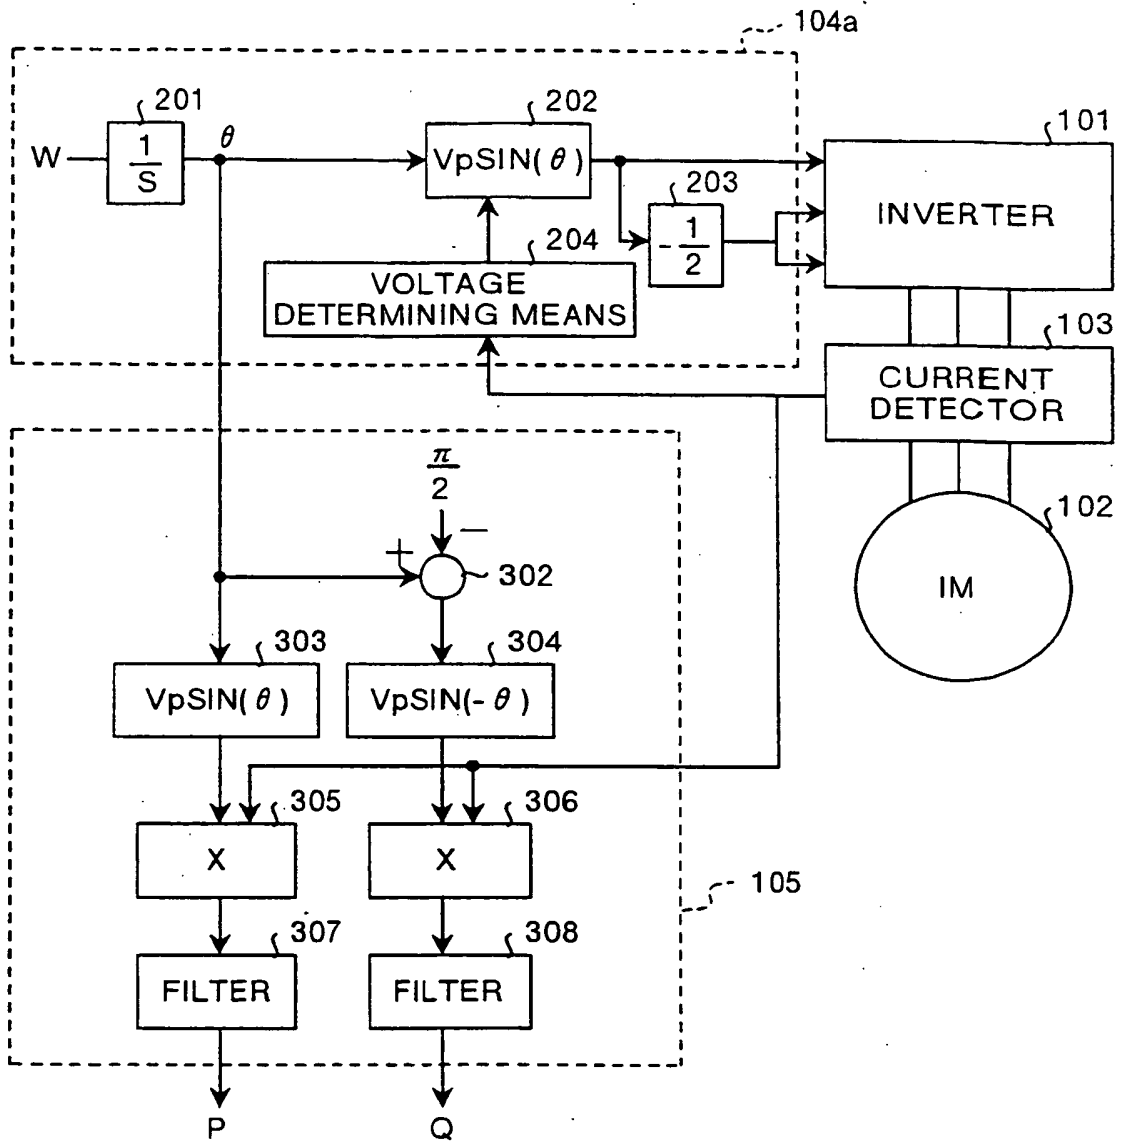 104a
201
202
101
W
1
S
θ
VpSIN(θ)
203
- 1
2
INVERTER
204
VOLTAGE
DETERMINING MEANS
103
CURRENT
DETECTOR
π
2
−
+
302
102
IM
303
304
VpSIN(θ)
VpSIN(-θ)
305
306
X
X
105
307
308
FILTER
FILTER
P
Q